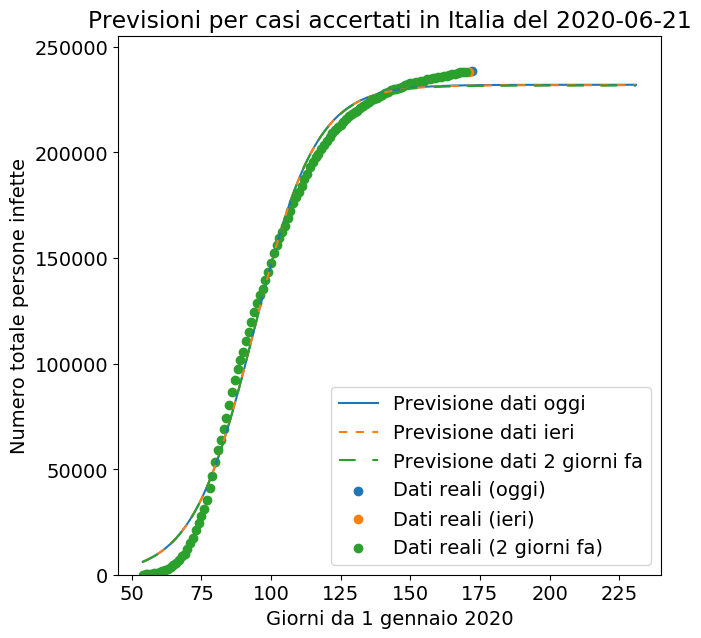 Previsioni per casi accertati in Italia del 2020-06-21
Numero totale persone infette
250000
200000
150000
100000
50000
0
50 75 100 125 150 175 200 225
Giorni da 1 gennaio 2020
Previsione dati oggi
Previsione dati ieri
Previsione dati 2 giorni fa
Dati reali (oggi)
Dati reali (ieri)
Dati reali (2 giorni fa)